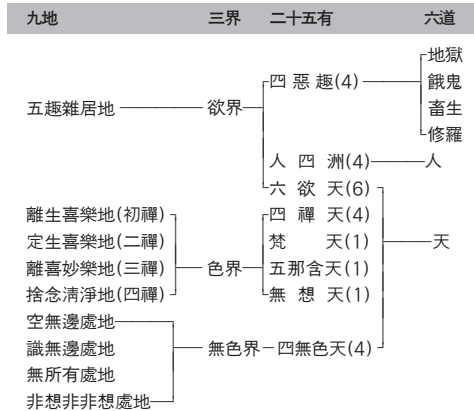 九地 三界 二十五有 六道
地獄
四惡趣(4) 餓鬼
五趣雜居地 欲界 畜生
修羅
人四洲(4) 人
六欲天(6)
離生喜樂地(初禪) 四禪天(4)
定生喜樂地(二禪) 梵天(1) 天
離喜妙樂地(三禪) 色界 五那含天(1)
捨念淸淨地(四禪) 無想天(1)
空無邊處地
識無邊處地 無色界 四無色天(4)
無所有處地
非想非非想處地